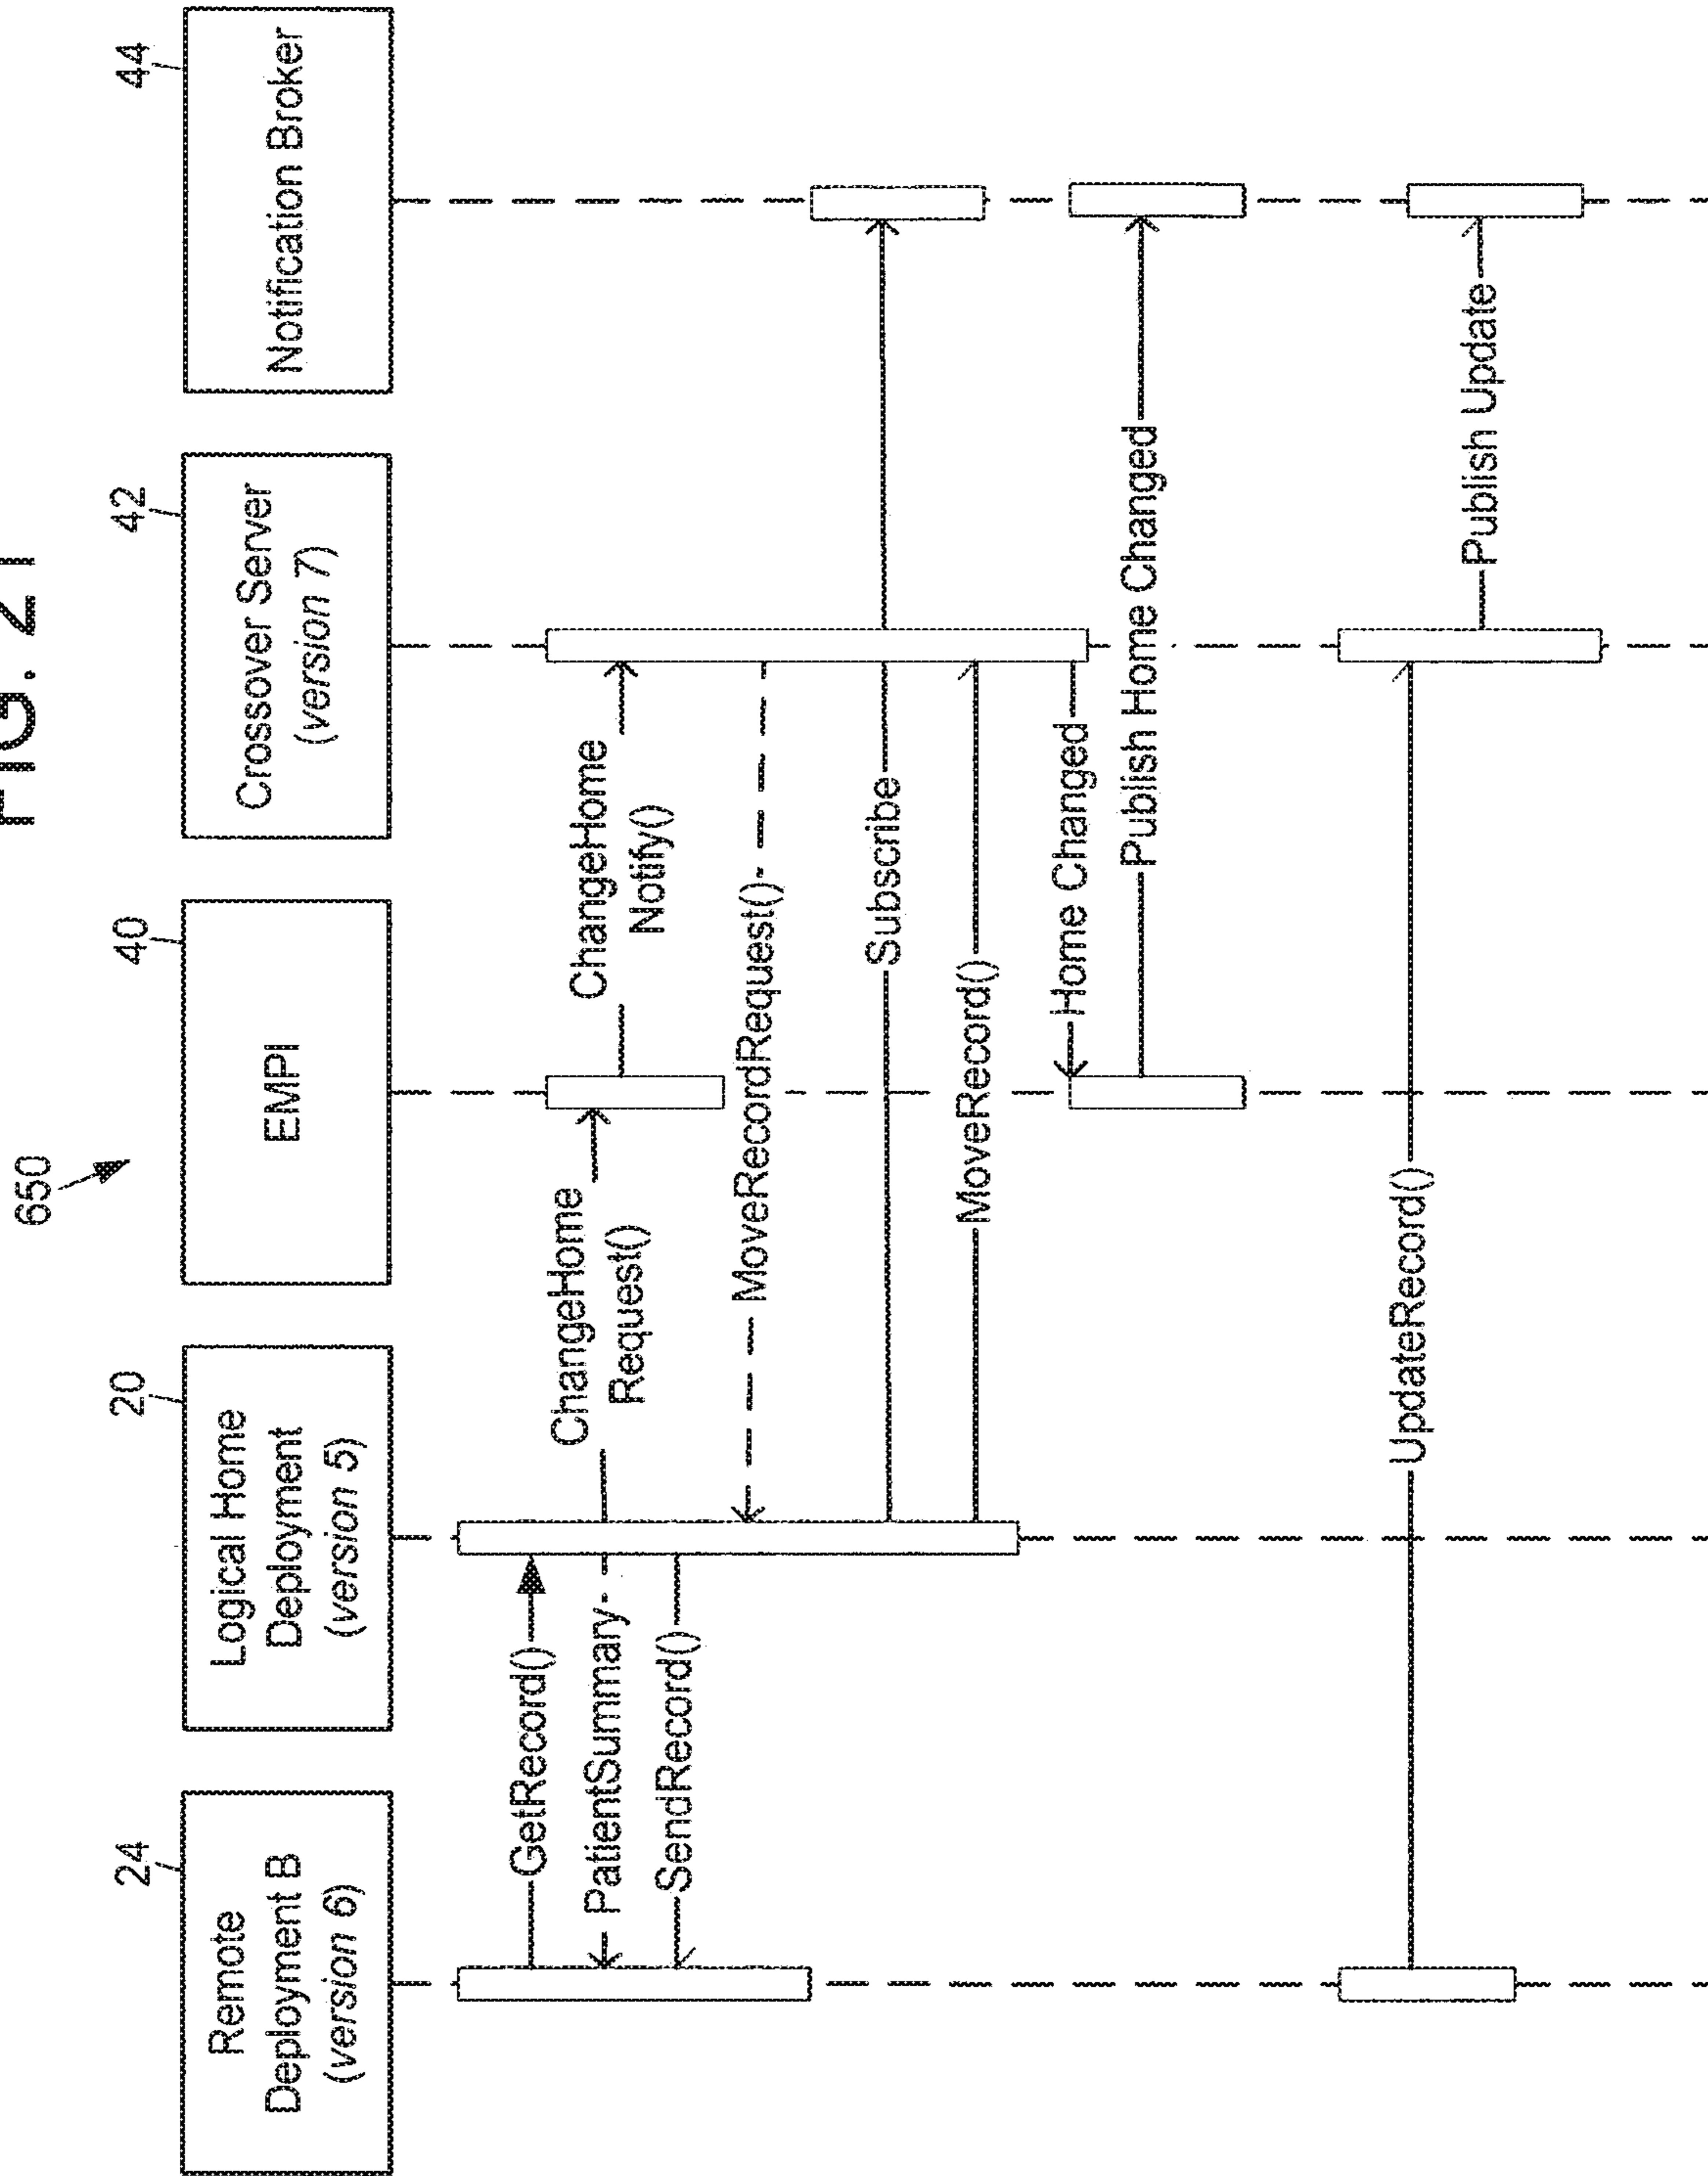 FIG. 21
650
24
20
40
42
44
Remote
Deployment B
(version 6)
Logical Home
Deployment
(version 5)
EMPI
Crossover Server
(version 7)
Notification Broker
GetRecord()
ChangeHome
Request()
ChangeHome
Notify()
PatientSummary
SendRecord()
MoveRecordRequest()
Subscribe
MoveRecord()
Home Changed
Publish Home Changed
UpdateRecord()
Publish Update